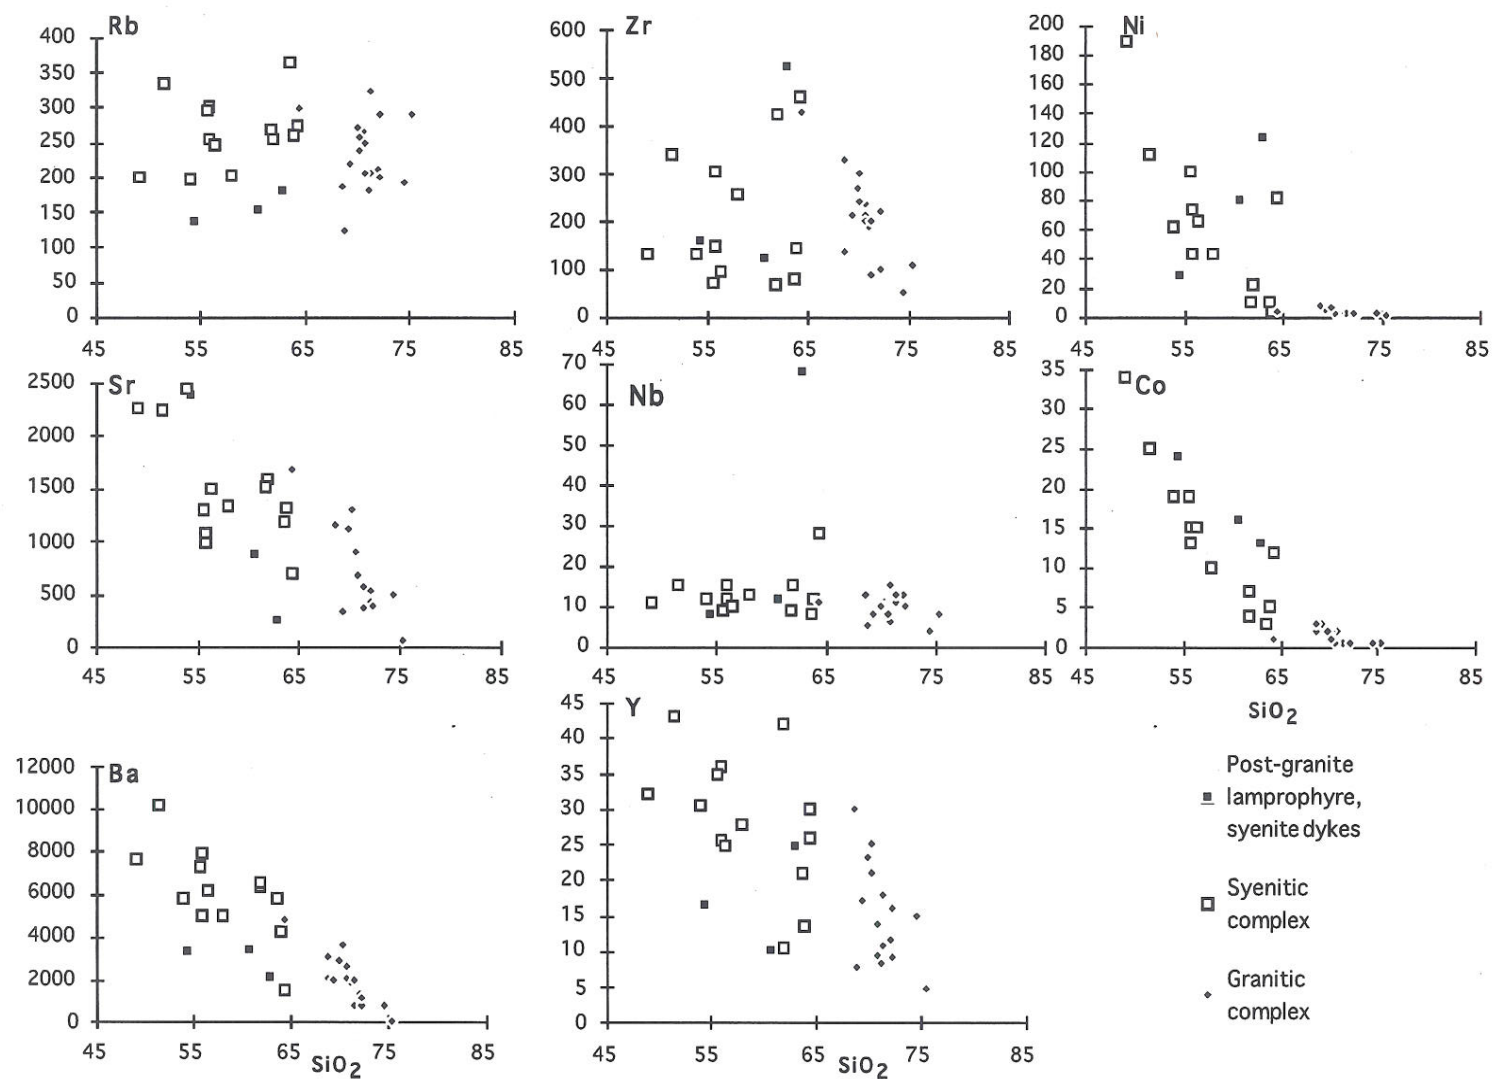 Rb
400
350
300
250
200
150
100
50
0
45 55 65 75 85
Zr
600
500
400
300
200
100
0
45 55 65 75 85
Ni
200
180
160
140
120
100
80
60
40
20
0
45 55 65 75 85
Sr
2500
2000
1500
1000
500
0
45 55 65 75 85
Nb
70
60
50
40
30
20
10
0
45 55 65 75 85
Co
35
30
25
20
15
10
5
0
45 55 65 75 85
SiO2
Ba
12000
10000
8000
6000
4000
2000
0
45 55 65 75 85
SiO2
Y
45
40
35
30
25
20
15
10
5
0
45 55 65 75 85
SiO2
Post-granite
lamprophyre,
syenite dykes
Syenitic
complex
Granitic
complex